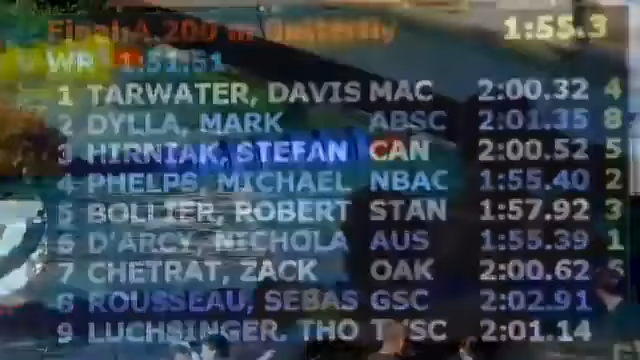 Final A 200 m Butterfly 1:55.3
WR 1:51.51
1 TARWATER, DAVIS MAC 2:00.32 4
2 DYLLA, MARK ABSC 2:01.35 8
3 HIRNIAK, STEFAN CAN 2:00.52 5
4 PHELPS, MICHAEL NBAC 1:55.40 2
5 BOLLIER, ROBERT STAN 1:57.92 3
6 D'ARCY, NICHOLA AUS 1:55.39 1
7 CHETRAT, ZACK OAK 2:00.62 6
8 ROUSSEAU, SEBAS GSC 2:02.91
9 LUCHSINGER, THO 2:01.14